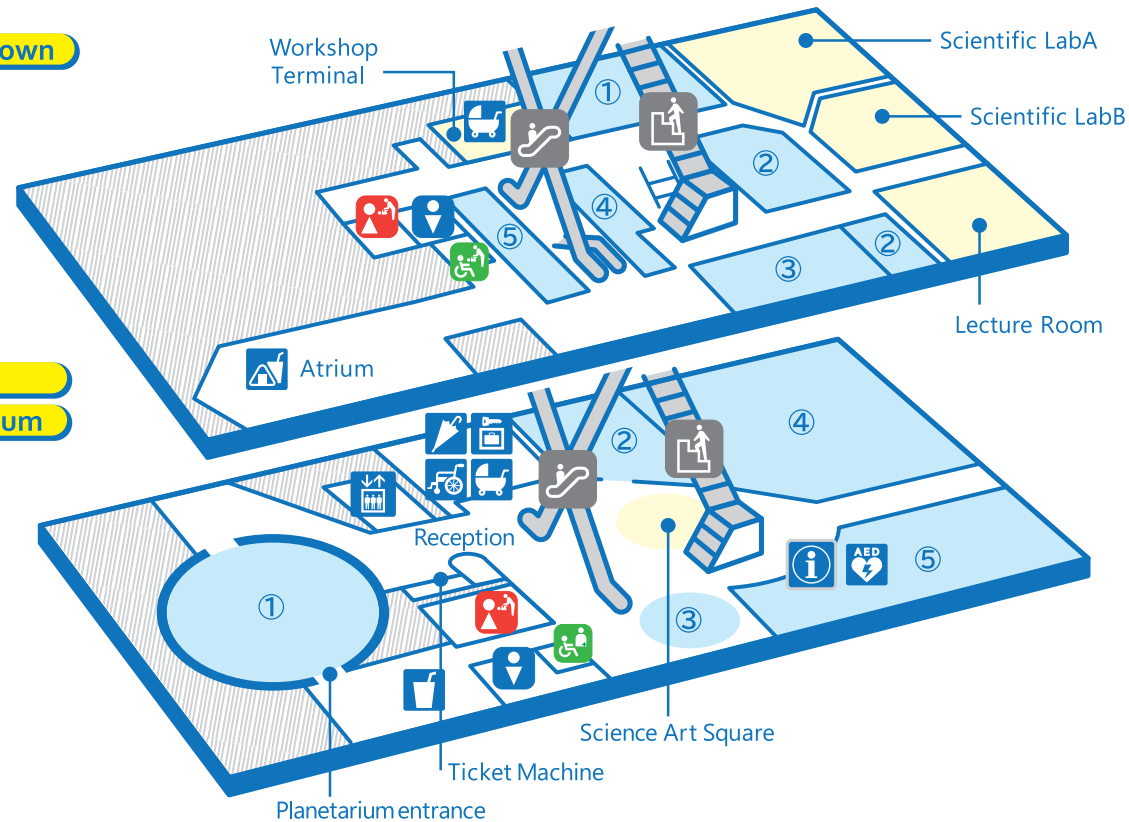 own
Workshop
Terminal
Scientific LabA
Scientific LabB
①
②
④
⑤
②
③
Lecture Room
Atrium
um
④
②
Reception
AED
i
⑤
①
③
Science Art Square
Ticket Machine
Planetarium entrance